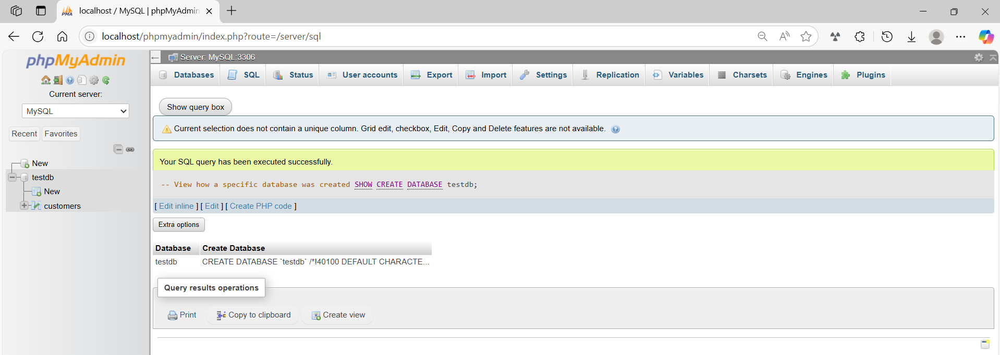 localhost / MySQL | phpMyAdmin
localhost/phpmyadmin/index.php?route=/server/sql
phpMyAdmin
Current server:
MySQL
Recent
Favorites
New
testdb
New
customers
Server: MySQL:3306
Databases
SQL
Status
User accounts
Export
Import
Settings
Replication
Variables
Charsets
Engines
Plugins
Show query box
Current selection does not contain a unique column. Grid edit, checkbox, Edit, Copy and Delete features are not available.
Your SQL query has been executed successfully.
-- View how a specific database was created SHOW CREATE DATABASE testdb;
[ Edit inline ] [ Edit ] [ Create PHP code ]
Extra options
Database Create Database
testdb CREATE DATABASE `testdb` /*!40100 DEFAULT CHARACTE...
Query results operations
Print
Copy to clipboard
Create view